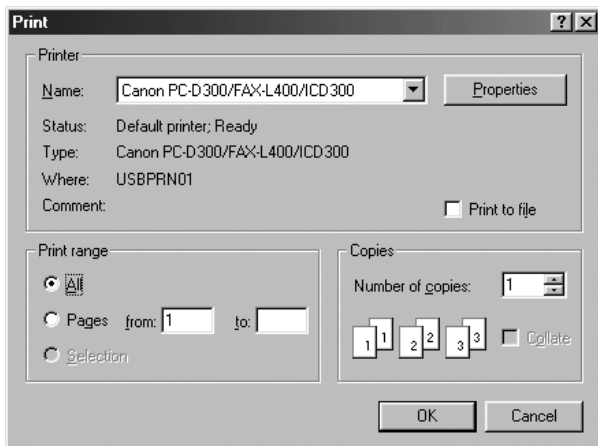 Print
Printer
Name: Canon PC-D300/FAX-L400/ICD300 Properties
Status: Default printer; Ready
Type: Canon PC-D300/FAX-L400/ICD300
Where: USBPRN01
Comment: Print to file
Print range
All
Pages from: 1 to:
Selection
Copies
Number of copies: 1
1 1 2 2 3 3 Collate
OK Cancel